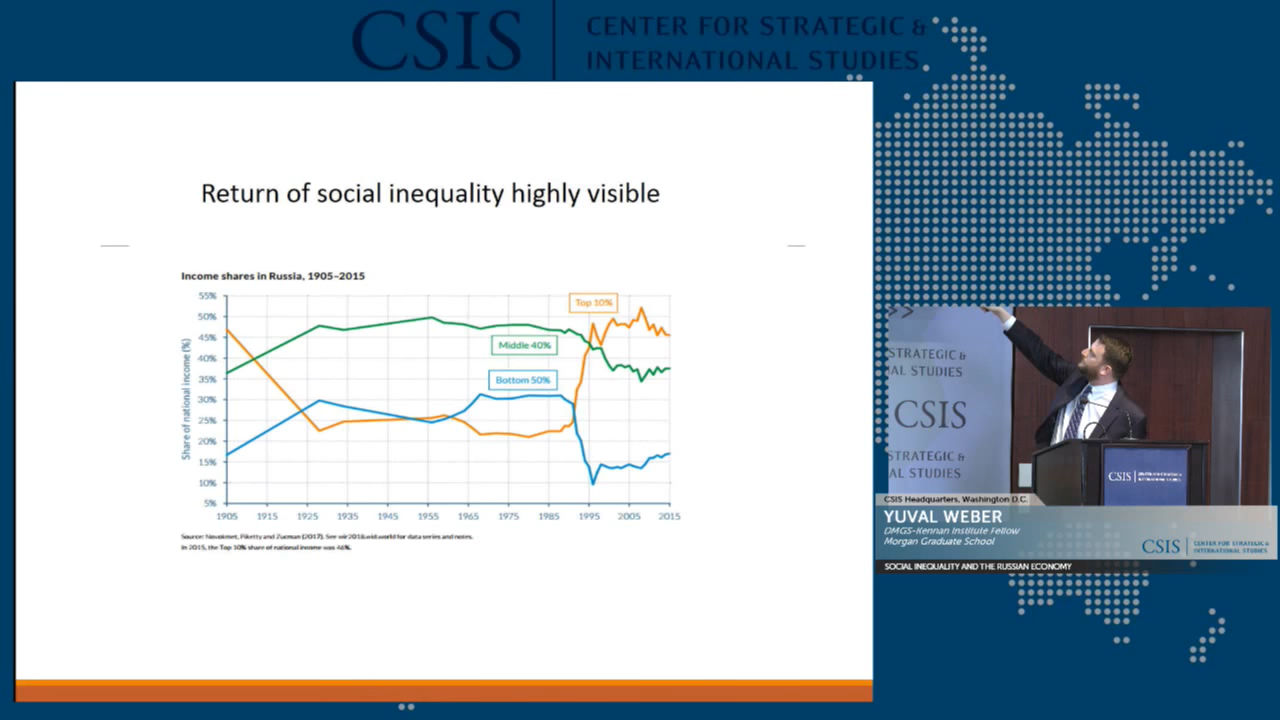 CSIS
CENTER FOR STRATEGIC &
INTERNATIONAL STUDIES
Return of social inequality highly visible
Income shares in Russia, 1905–2015
Share of national income (%)
55%
50%
45%
40%
35%
30%
25%
20%
15%
10%
5%
Top 10%
Middle 40%
Bottom 50%
1905 1915 1925 1935 1945 1955 1965 1975 1985 1995 2005 2015
Source: Novokmet, Piketty and Zucman (2017). See wir2018.wid.world for data series and notes.
In 2015, the Top 10% share of national income was 46%.
>>
STRATEGIC &
AL STUDIES
CSIS
STRATEGIC &
AL STUDIES
CSIS
CSIS Headquarters, Washington D.C.
YUVAL WEBER
DMGS-Kennan Institute Fellow
Morgan Graduate School
CSIS
CENTER FOR STRATEGIC &
INTERNATIONAL STUDIES
SOCIAL INEQUALITY AND THE RUSSIAN ECONOMY